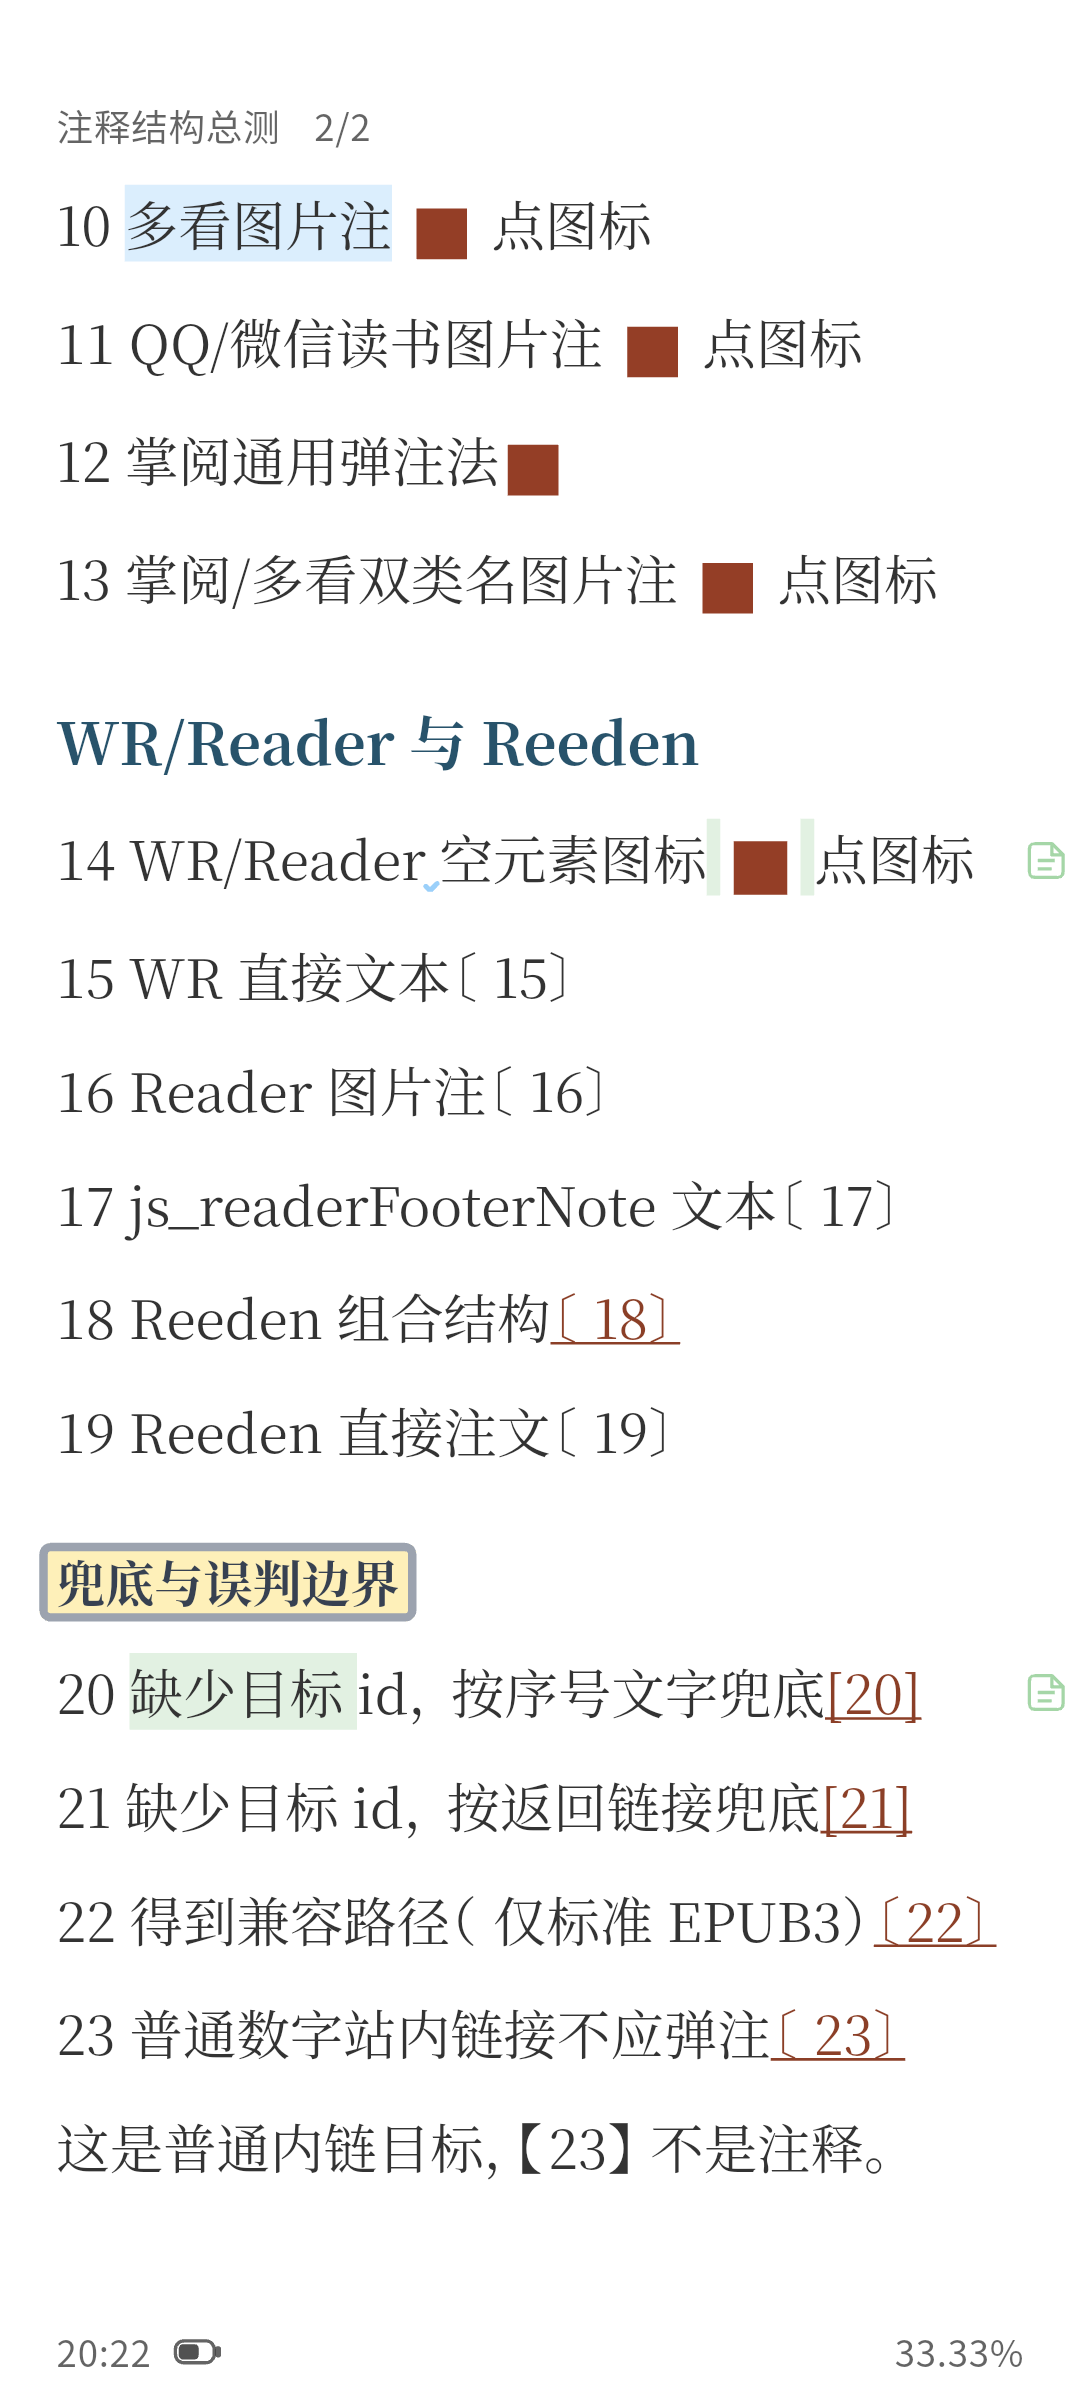 注释结构总测 2/2
10 多看图片注 点图标
11 QQ/微信读书图片注 点图标
12 掌阅通用弹注法
13 掌阅/多看双类名图片注 点图标
WR/Reader 与 Reeden
14 WR/Reader 空元素图标 点图标
15 WR 直接文本〔15〕
16 Reader 图片注〔16〕
17 js_readerFooterNote 文本〔17〕
18 Reeden 组合结构〔18〕
19 Reeden 直接注文〔19〕
兜底与误判边界
20 缺少目标 id，按序号文字兜底[20]
21 缺少目标 id，按返回链接兜底[21]
22 得到兼容路径（仅标准 EPUB3）〔22〕
23 普通数字站内链接不应弹注〔23〕
这是普通内链目标，【23】不是注释。
20:22 33.33%